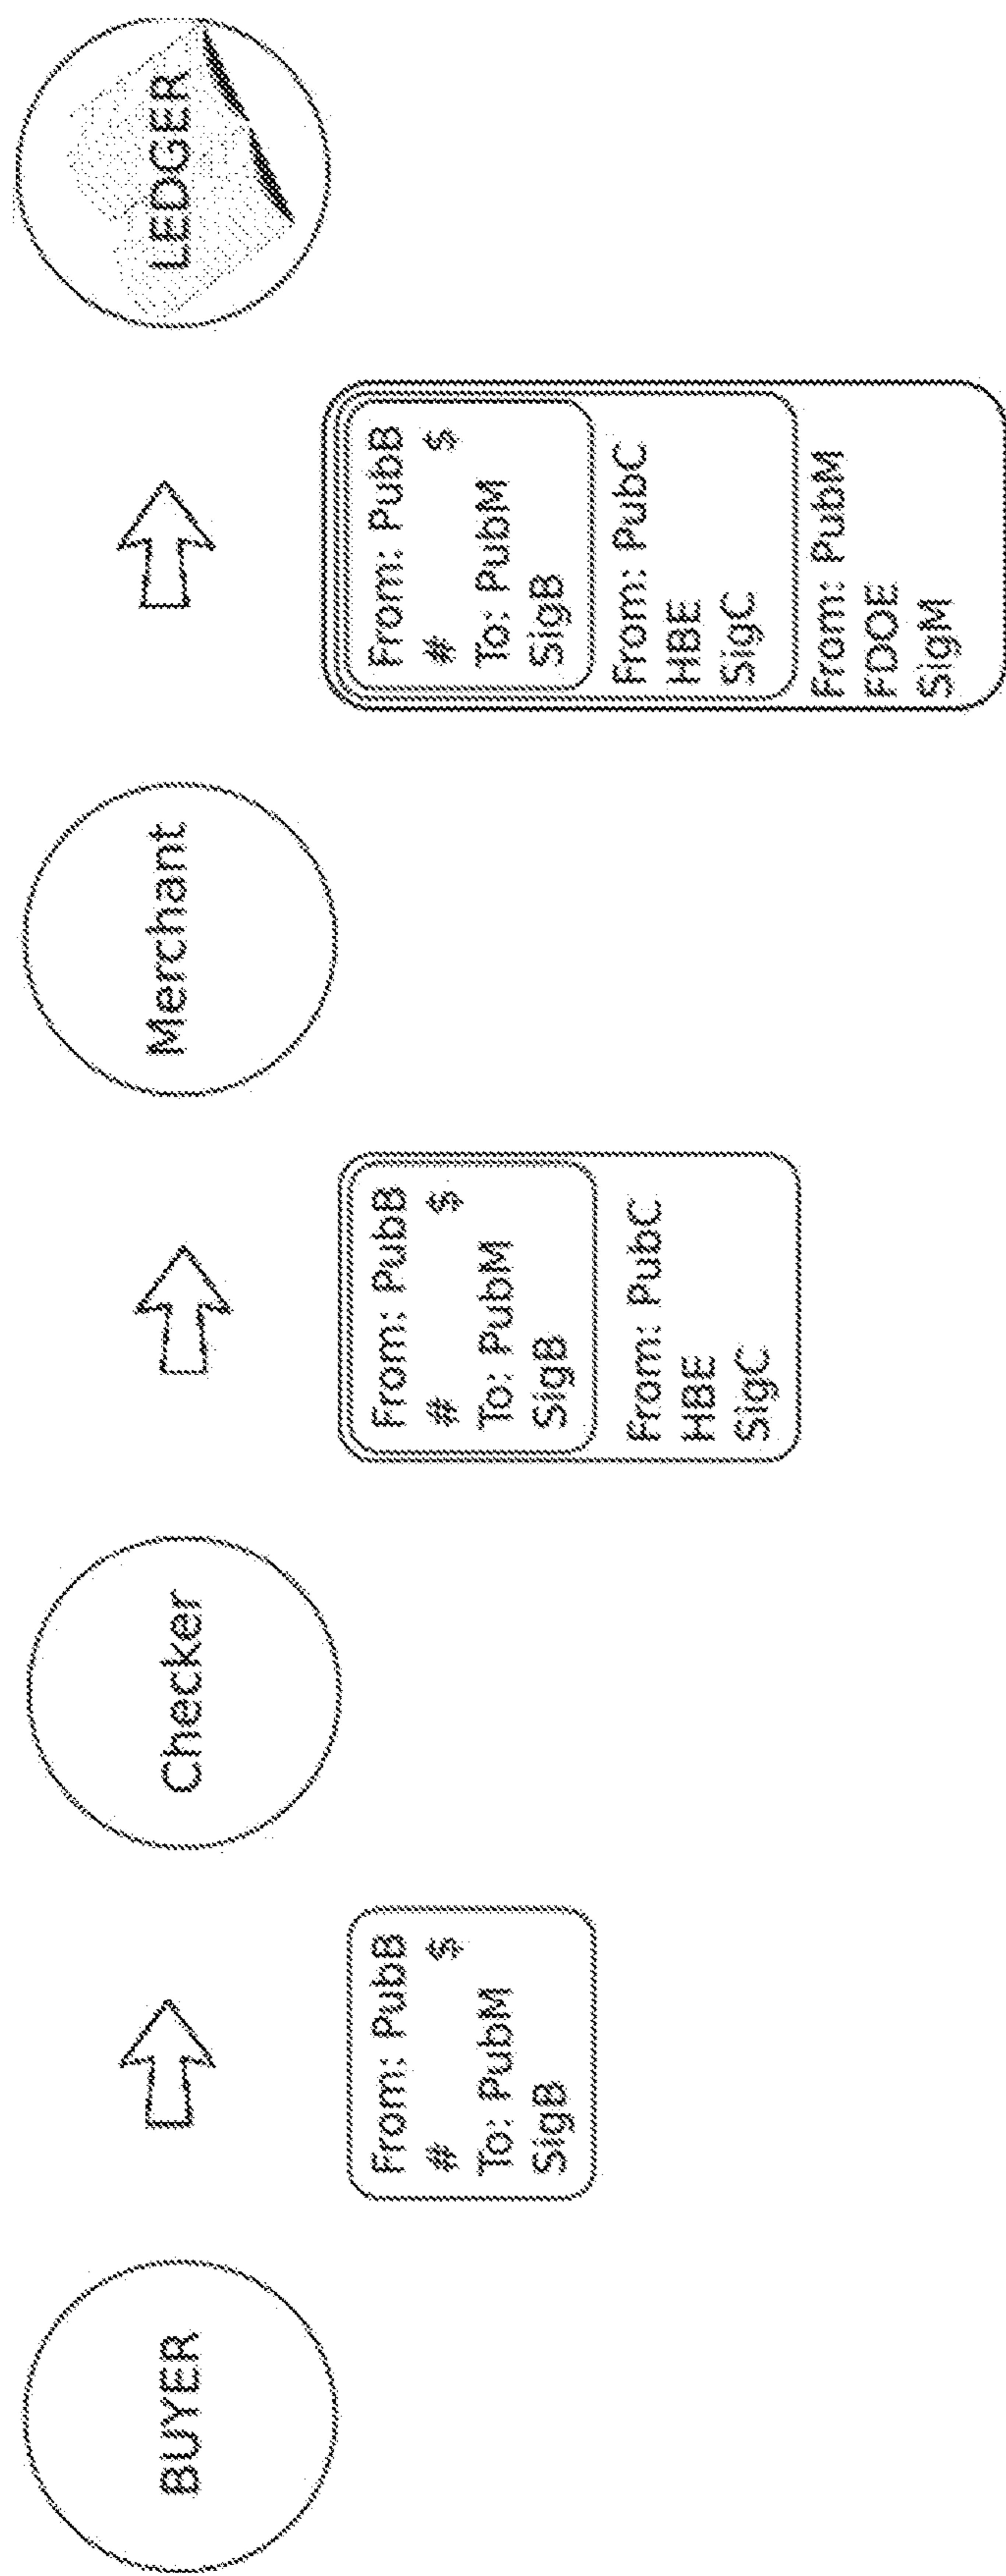 BUYER
From: PubB
# $
To: PubM
SigB
Checker
From: PubB
# $
To: PubM
SigB
From: PubC
HBE
SigC
Merchant
From: PubB
# $
To: PubM
SigB
From: PubC
HBE
SigC
From: PubM
FDOE
SigM
LEDGER